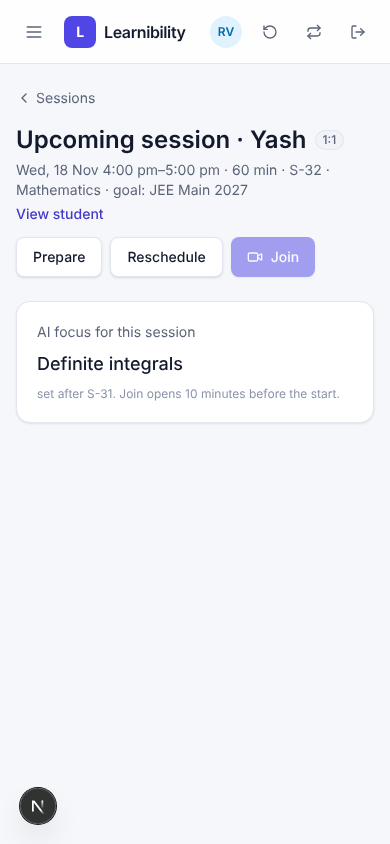 L Learnibility RV
Sessions
Upcoming session · Yash 1:1
Wed, 18 Nov 4:00 pm–5:00 pm · 60 min · S-32 ·
Mathematics · goal: JEE Main 2027
View student
Prepare Reschedule Join
AI focus for this session
Definite integrals
set after S-31. Join opens 10 minutes before the start.
N